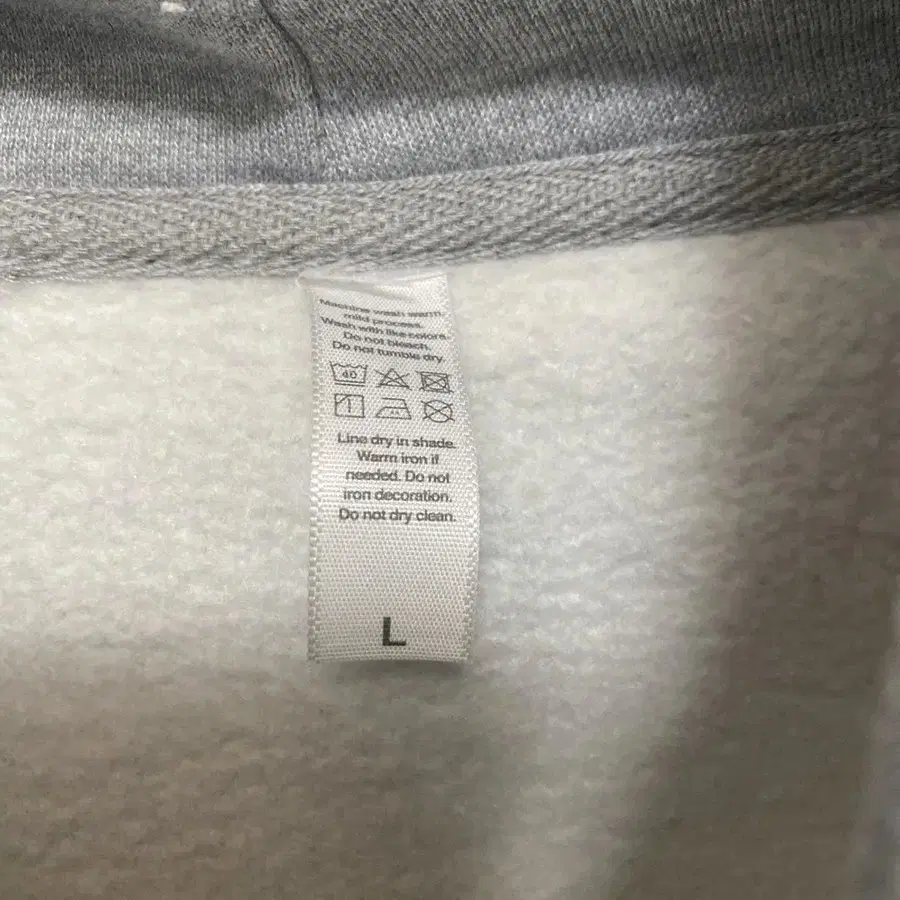 Machine wash warm
mild process.
Wash with like colors.
Do not bleach.
Do not tumble dry.
40
Line dry in shade.
Warm iron if
needed. Do not
iron decoration.
Do not dry clean.
L